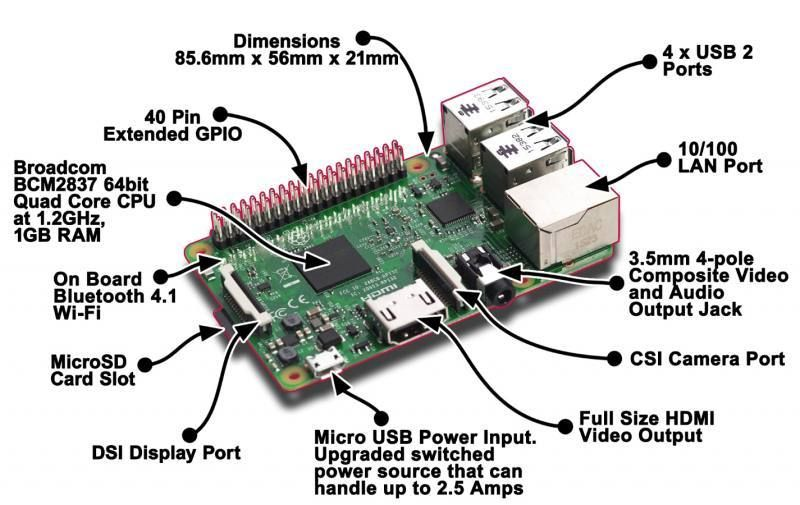 Dimensions
85.6mm x 56mm x 21mm
4 x USB 2
Ports
40 Pin
Extended GPIO
10/100
LAN Port
Broadcom
BCM2837 64bit
Quad Core CPU
at 1.2GHz,
1GB RAM
On Board
Bluetooth 4.1
Wi-Fi
3.5mm 4-pole
Composite Video
and Audio
Output Jack
MicroSD
Card Slot
CSI Camera Port
DSI Display Port
Micro USB Power Input.
Upgraded switched
power source that can
handle up to 2.5 Amps
Full Size HDMI
Video Output
HDMI
CE